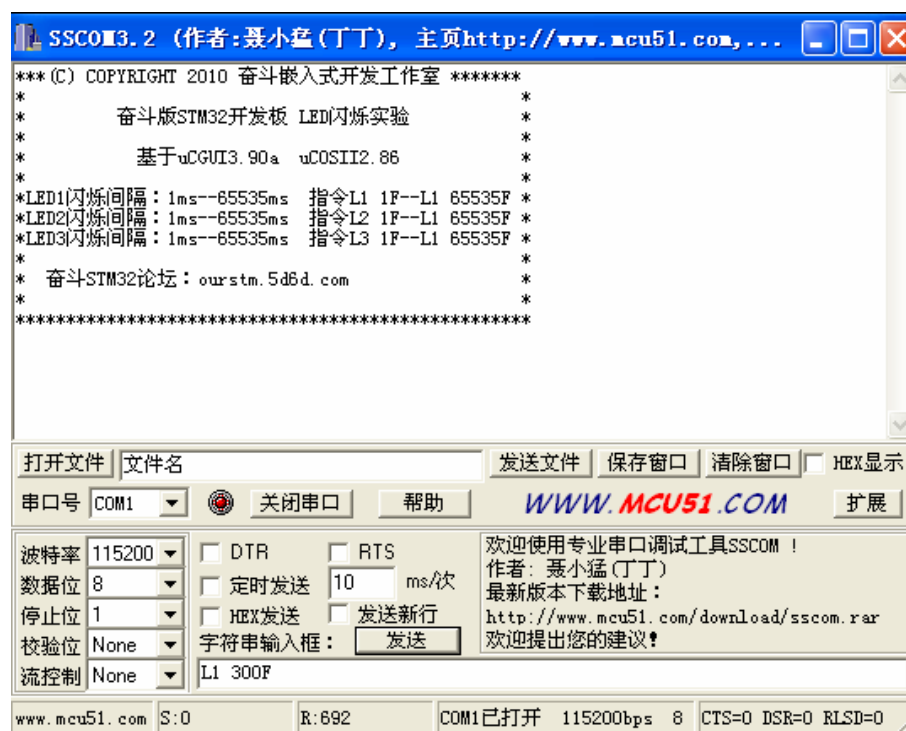 SSCOM3.2 (作者:聂小猛(丁丁), 主页http://www.mcu51.com,...
***(C) COPYRIGHT 2010 奋斗嵌入式开发工作室 *******
* *
* 奋斗版STM32开发板 LED闪烁实验 *
* *
* 基于uCGUI3.90a uCOSII2.86 *
* *
*LED1闪烁间隔：1ms--65535ms 指令L1 1F--L1 65535F *
*LED2闪烁间隔：1ms--65535ms 指令L2 1F--L1 65535F *
*LED3闪烁间隔：1ms--65535ms 指令L3 1F--L1 65535F *
* *
* 奋斗STM32论坛：ourstm.5d6d.com *
* *
***************************************************
打开文件 文件名 发送文件 保存窗口 清除窗口 HEX显示
串口号 COM1 关闭串口 帮助 WWW.MCU51.COM 扩展
波特率 115200 DTR RTS
数据位 8 定时发送 10 ms/次
停止位 1 HEX发送 发送新行
校验位 None 字符串输入框： 发送
流控制 None L1 300F
欢迎使用专业串口调试工具SSCOM !
作者: 聂小猛(丁丁)
最新版本下载地址：
http://www.mcu51.com/download/sscom.rar
欢迎提出您的建议!
www.mcu51.com S:0 R:692 COM1已打开 115200bps 8 CTS=0 DSR=0 RLSD=0